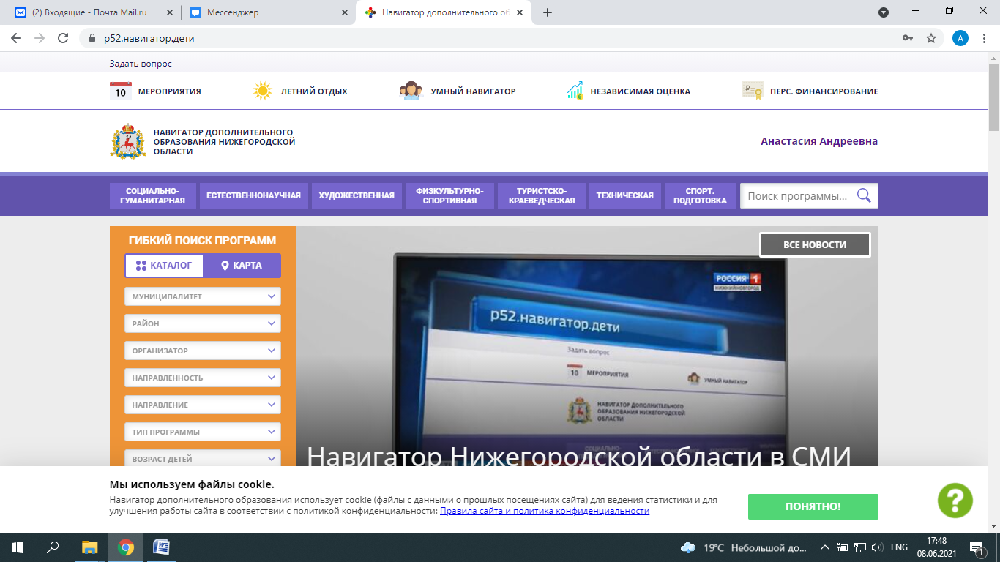 (2) Входящие - Почта Mail.ru
Мессенджер
Навигатор дополнительного об
p52.навигатор.дети
A
Задать вопрос
10 МЕРОПРИЯТИЯ
ЛЕТНИЙ ОТДЫХ
УМНЫЙ НАВИГАТОР
НЕЗАВИСИМАЯ ОЦЕНКА
ПЕРС. ФИНАНСИРОВАНИЕ
НАВИГАТОР ДОПОЛНИТЕЛЬНОГО
ОБРАЗОВАНИЯ НИЖЕГОРОДСКОЙ
ОБЛАСТИ
Анастасия Андреевна
СОЦИАЛЬНО-
ГУМАНИТАРНАЯ
ЕСТЕСТВЕННОНАУЧНАЯ
ХУДОЖЕСТВЕННАЯ
ФИЗКУЛЬТУРНО-
СПОРТИВНАЯ
ТУРИСТСКО-
КРАЕВЕДЧЕСКАЯ
ТЕХНИЧЕСКАЯ
СПОРТ.
ПОДГОТОВКА
Поиск программы...
ГИБКИЙ ПОИСК ПРОГРАММ
КАТАЛОГ
КАРТА
МУНИЦИПАЛИТЕТ
РАЙОН
ОРГАНИЗАТОР
НАПРАВЛЕННОСТЬ
НАПРАВЛЕНИЕ
ТИП ПРОГРАММЫ
ВОЗРАСТ ДЕТЕЙ
ВСЕ НОВОСТИ
РОССИЯ 1
НИЖНИЙ НОВГОРОД
р52.навигатор.дети
Задать вопрос
10 МЕРОПРИЯТИЯ
УМНЫЙ НАВИГАТОР
НАВИГАТОР ДОПОЛНИТЕЛЬНОГО
ОБРАЗОВАНИЯ НИЖЕГОРОДСКОЙ
ОБЛАСТИ
Навигатор Нижегородской области в СМИ
Мы используем файлы cookie.
Навигатор дополнительного образования использует cookie (файлы с данными о прошлых посещениях сайта) для ведения статистики и для
улучшения работы сайта в соответствии с политикой конфиденциальности: Правила сайта и политика конфиденциальности
ПОНЯТНО!
?
19°C Небольшой до...
ENG
17:48
08.06.2021
1